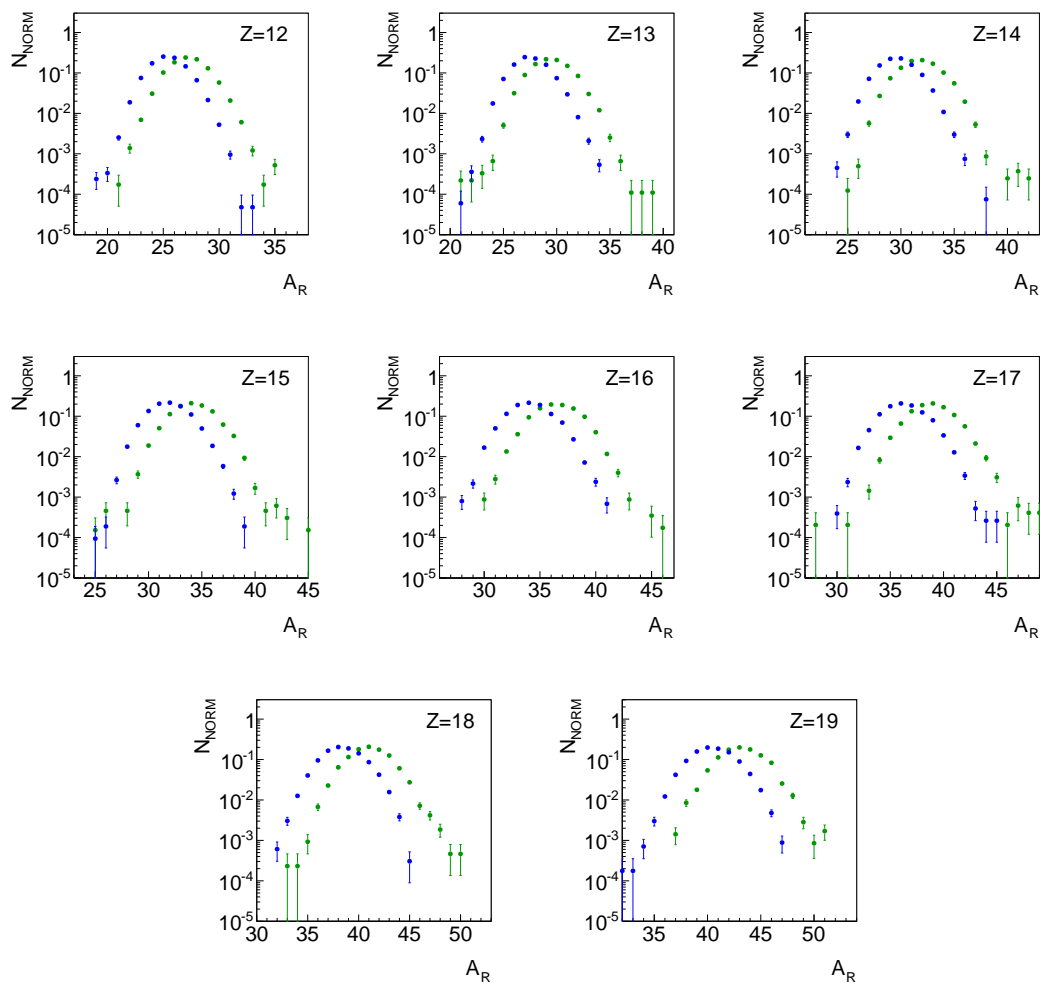 N_NORM
1
10^-1
10^-2
10^-3
10^-4
10^-5
Z=12
20 25 30 35
A_R
N_NORM
1
10^-1
10^-2
10^-3
10^-4
10^-5
Z=13
20 25 30 35 40
A_R
N_NORM
1
10^-1
10^-2
10^-3
10^-4
10^-5
Z=14
25 30 35 40
A_R
N_NORM
1
10^-1
10^-2
10^-3
10^-4
10^-5
Z=15
25 30 35 40 45
A_R
N_NORM
1
10^-1
10^-2
10^-3
10^-4
10^-5
Z=16
30 35 40 45
A_R
N_NORM
1
10^-1
10^-2
10^-3
10^-4
10^-5
Z=17
30 35 40 45
A_R
N_NORM
1
10^-1
10^-2
10^-3
10^-4
10^-5
Z=18
30 35 40 45 50
A_R
N_NORM
1
10^-1
10^-2
10^-3
10^-4
10^-5
Z=19
35 40 45 50
A_R